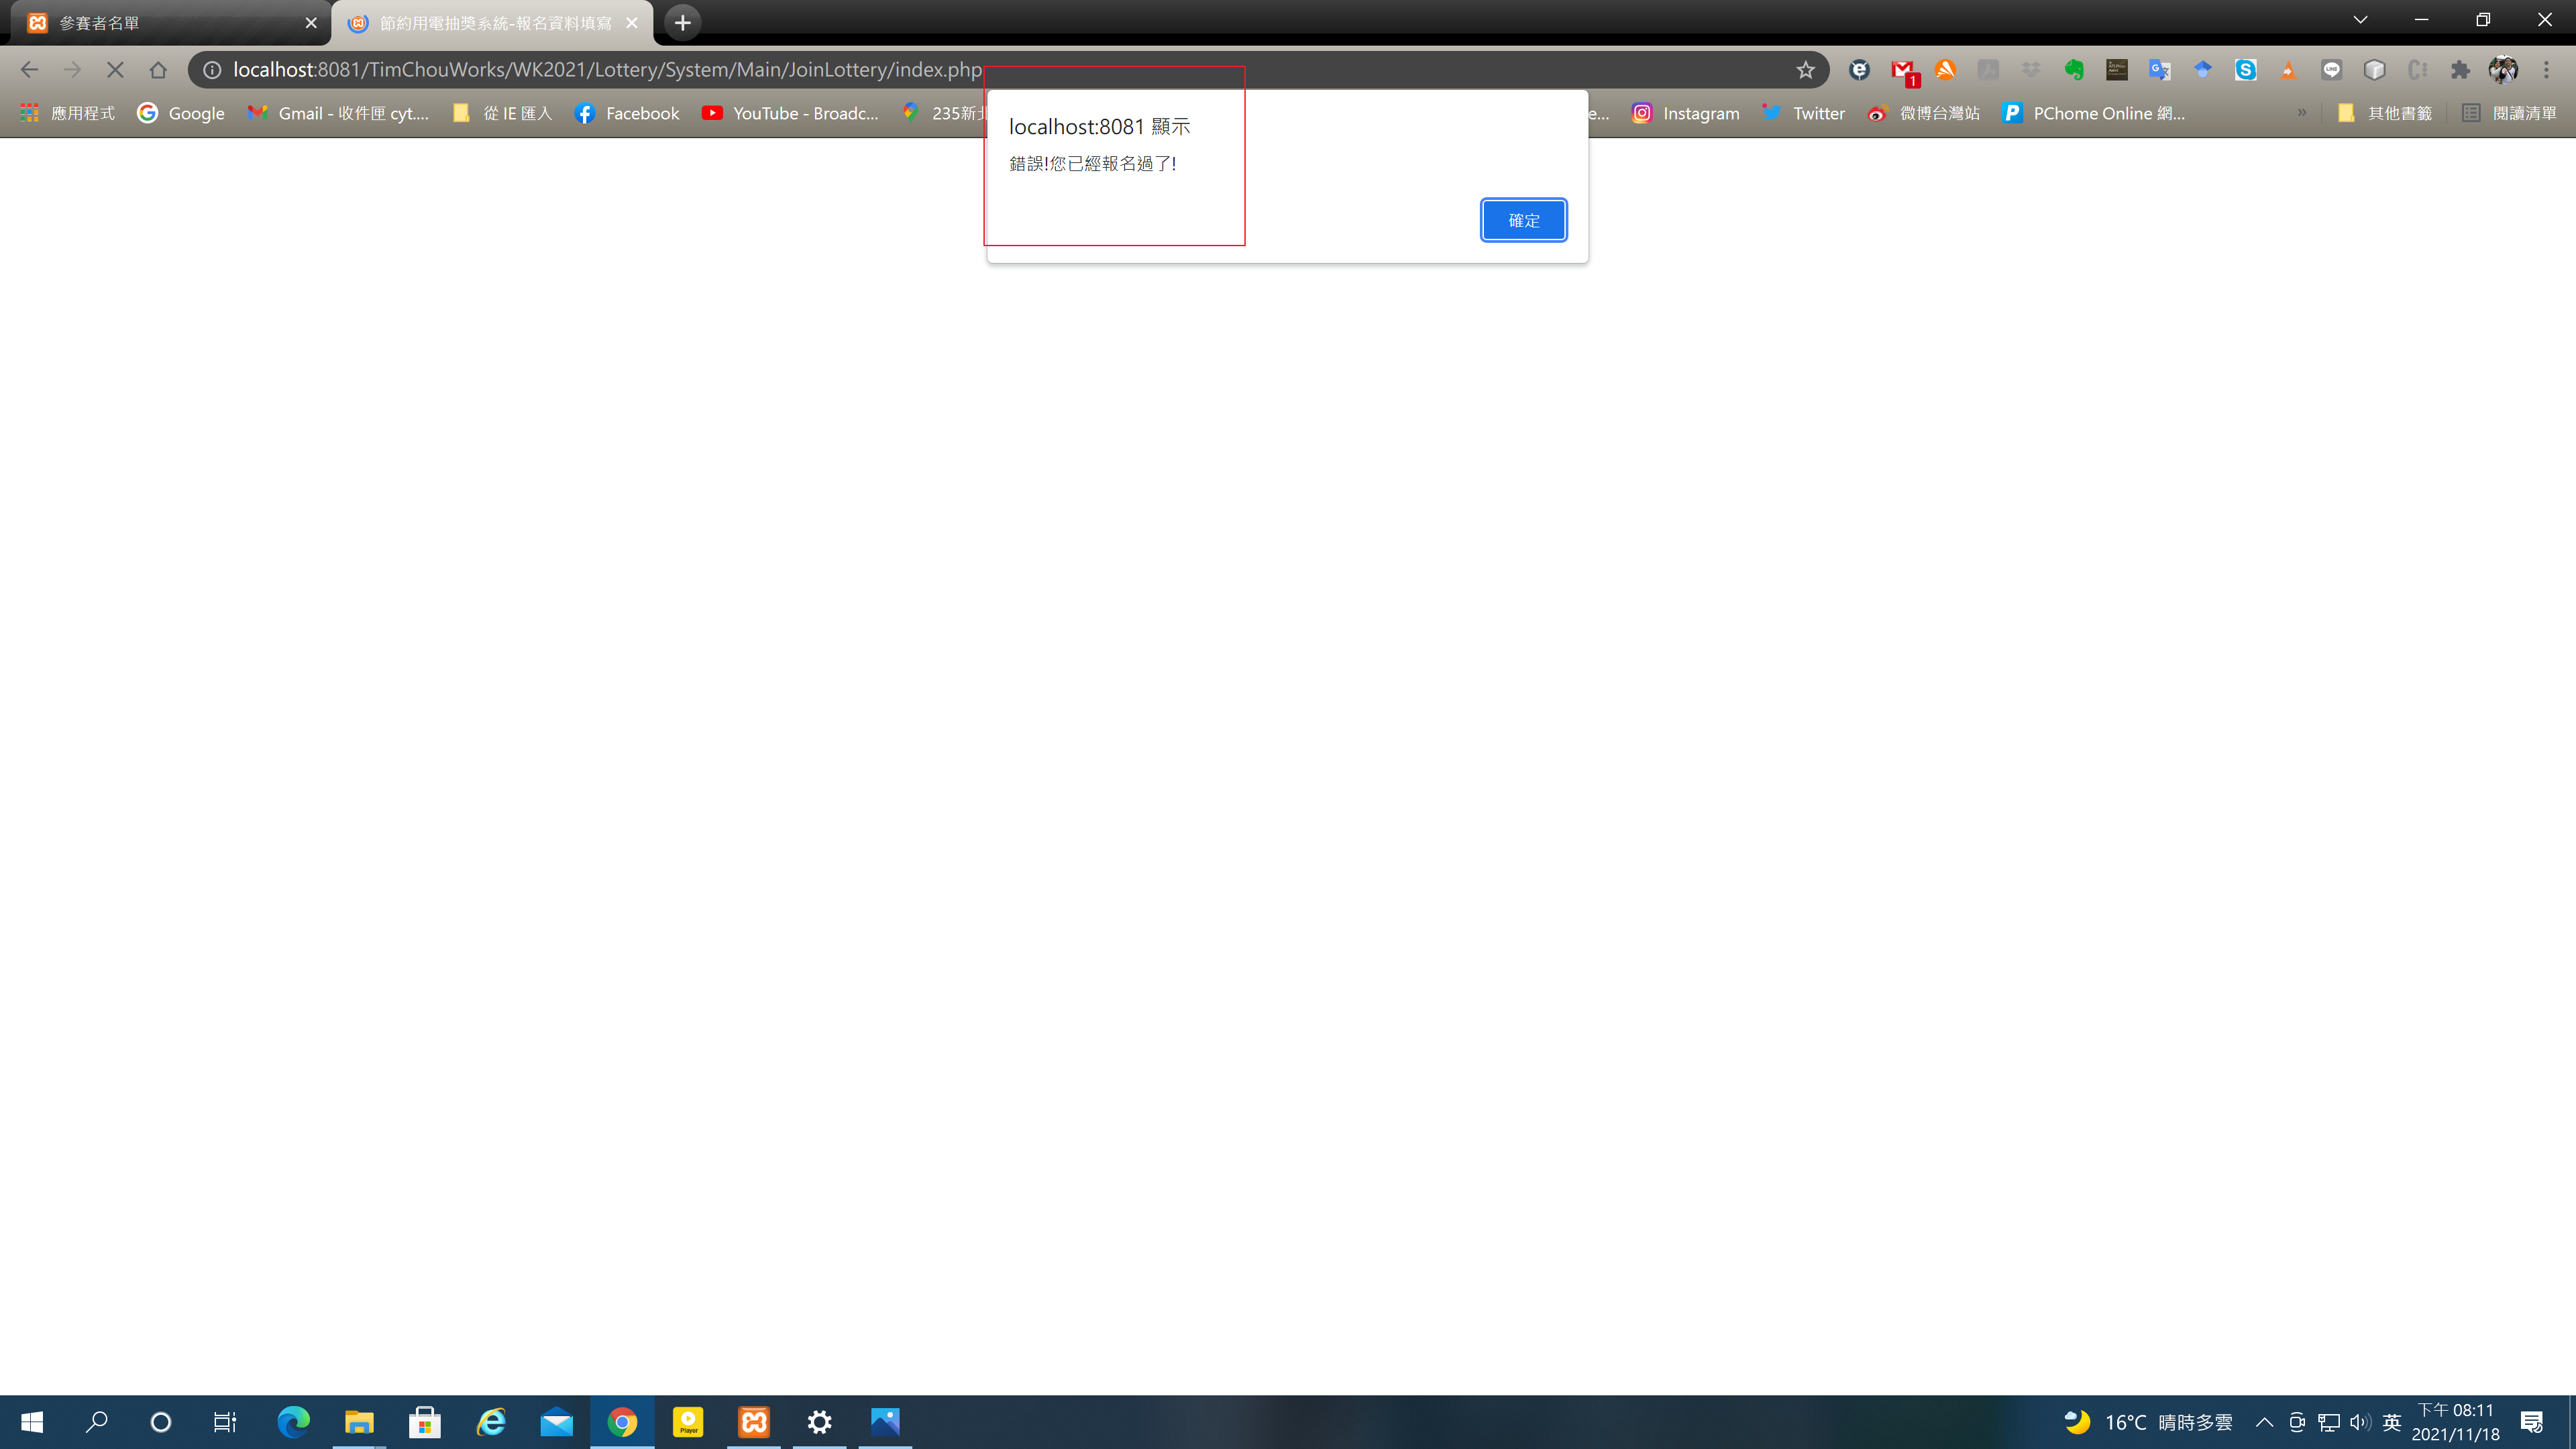 參賽者名單
節約用電抽獎系統-報名資料填寫
localhost:8081/TimChouWorks/WK2021/Lottery/System/Main/JoinLottery/index.php
1
應用程式
Google
Gmail - 收件匣 cyt....
從 IE 匯入
Facebook
YouTube - Broadc...
235新北
e...
Instagram
Twitter
微博台灣站
PChome Online 網...
»
其他書籤
閱讀清單
localhost:8081 顯示
錯誤!您已經報名過了!
確定
Player
16°C 晴時多雲
英
下午 08:11
2021/11/18